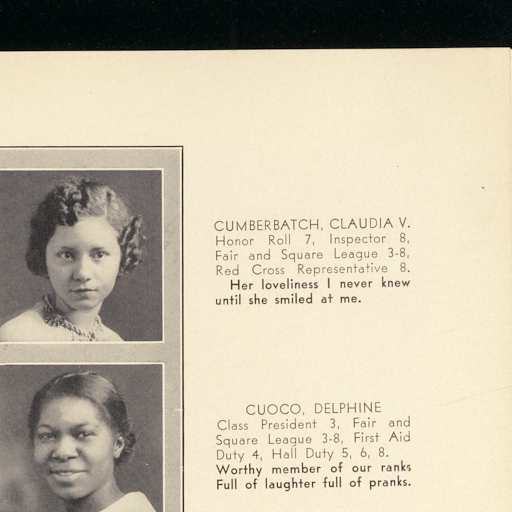 CUMBERBATCH, CLAUDIA V.
Honor Roll 7, Inspector 8,
Fair and Square League 3-8,
Red Cross Representative 8.
Her loveliness I never knew
until she smiled at me.
CUOCO, DELPHINE
Class President 3, Fair and
Square League 3-8, First Aid
Duty 4, Hall Duty 5, 6, 8.
Worthy member of our ranks
Full of laughter full of pranks.